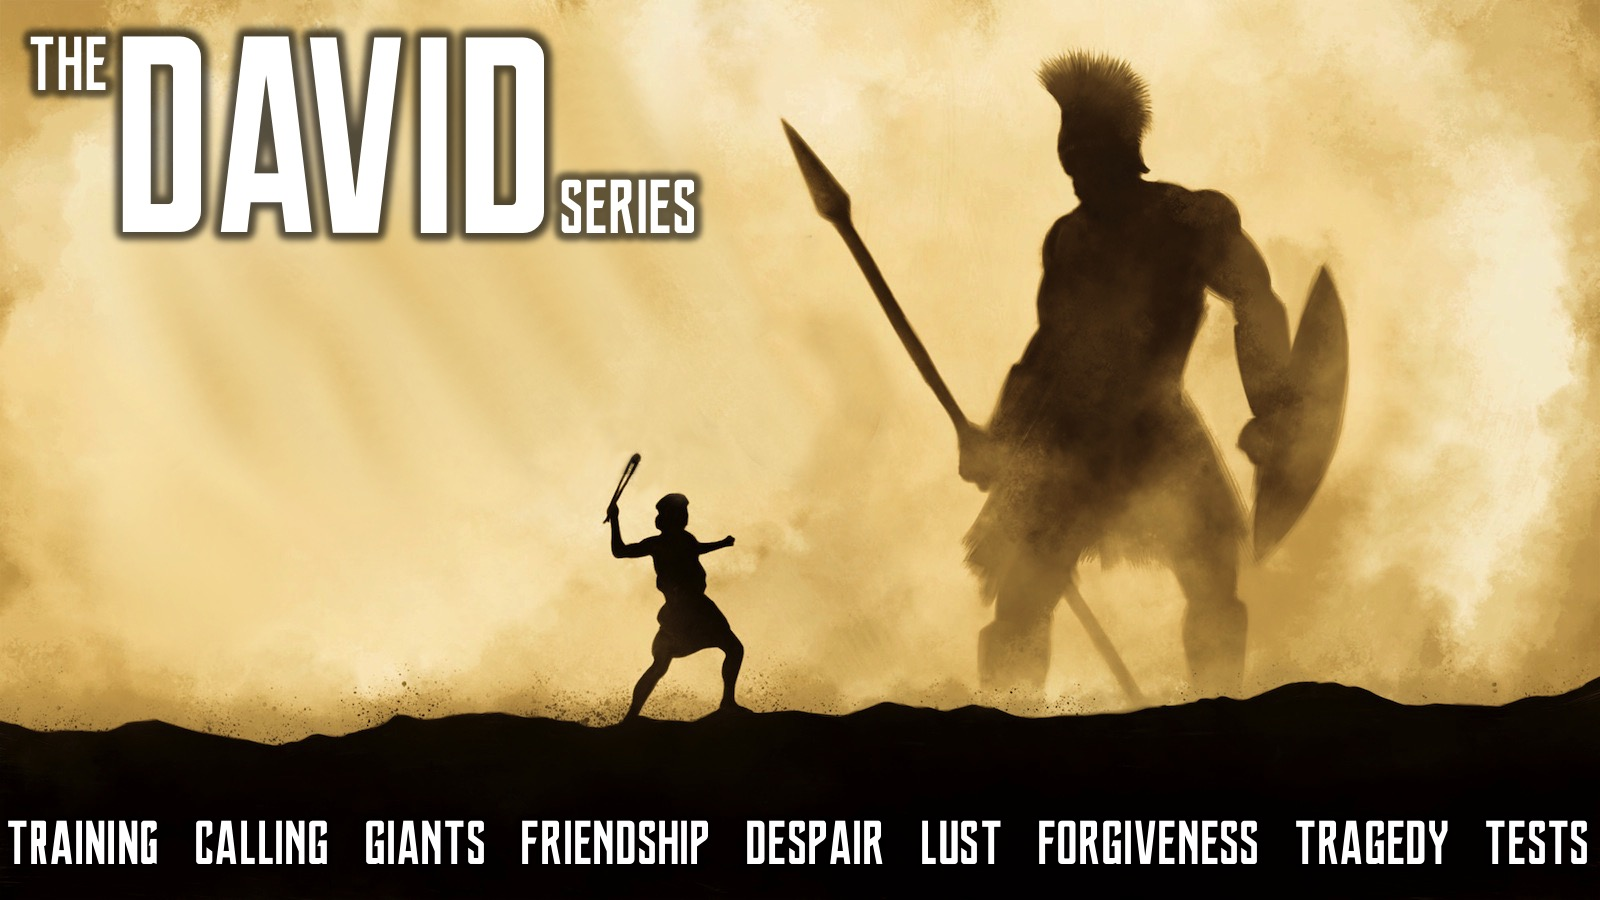 THE DAVID SERIES
TRAINING CALLING GIANTS FRIENDSHIP DESPAIR LUST FORGIVENESS TRAGEDY TESTS